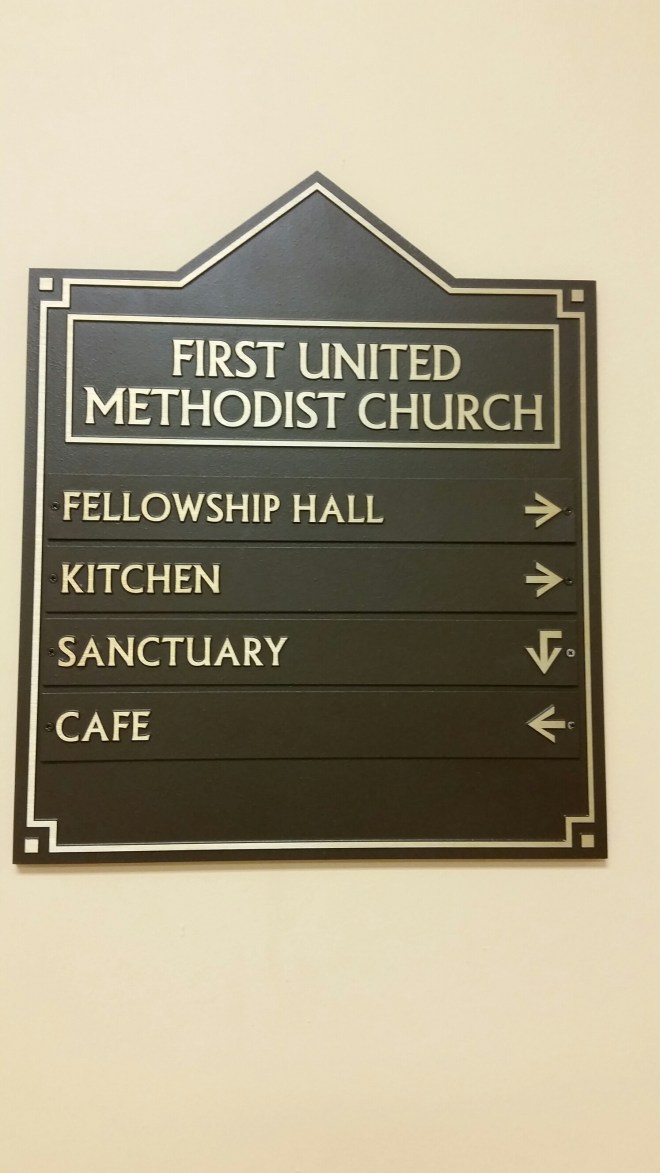 FIRST UNITED
METHODIST CHURCH
FELLOWSHIP HALL
KITCHEN
SANCTUARY
CAFE